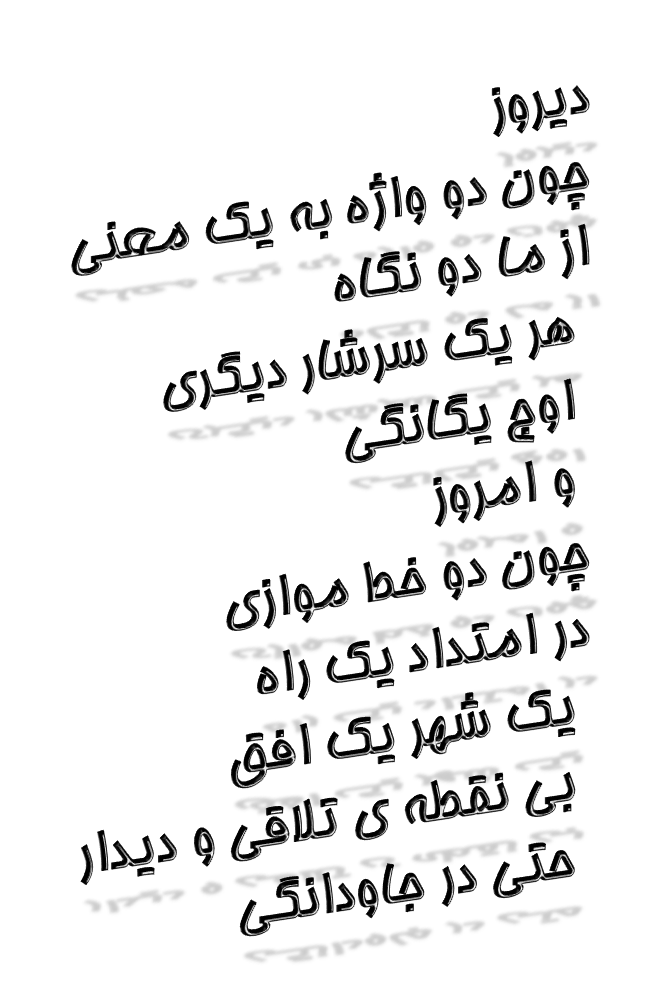 دیروز
چون دو واژه به یک معنی
از ما دو نگاه
هر یک سرشار دیگری
اوج یگانگی
و امروز
چون دو خط موازی
در امتداد یک راه
یک شهر یک افق
بی نقطه ی تلاقی و دیدار
حتی در جاودانگی